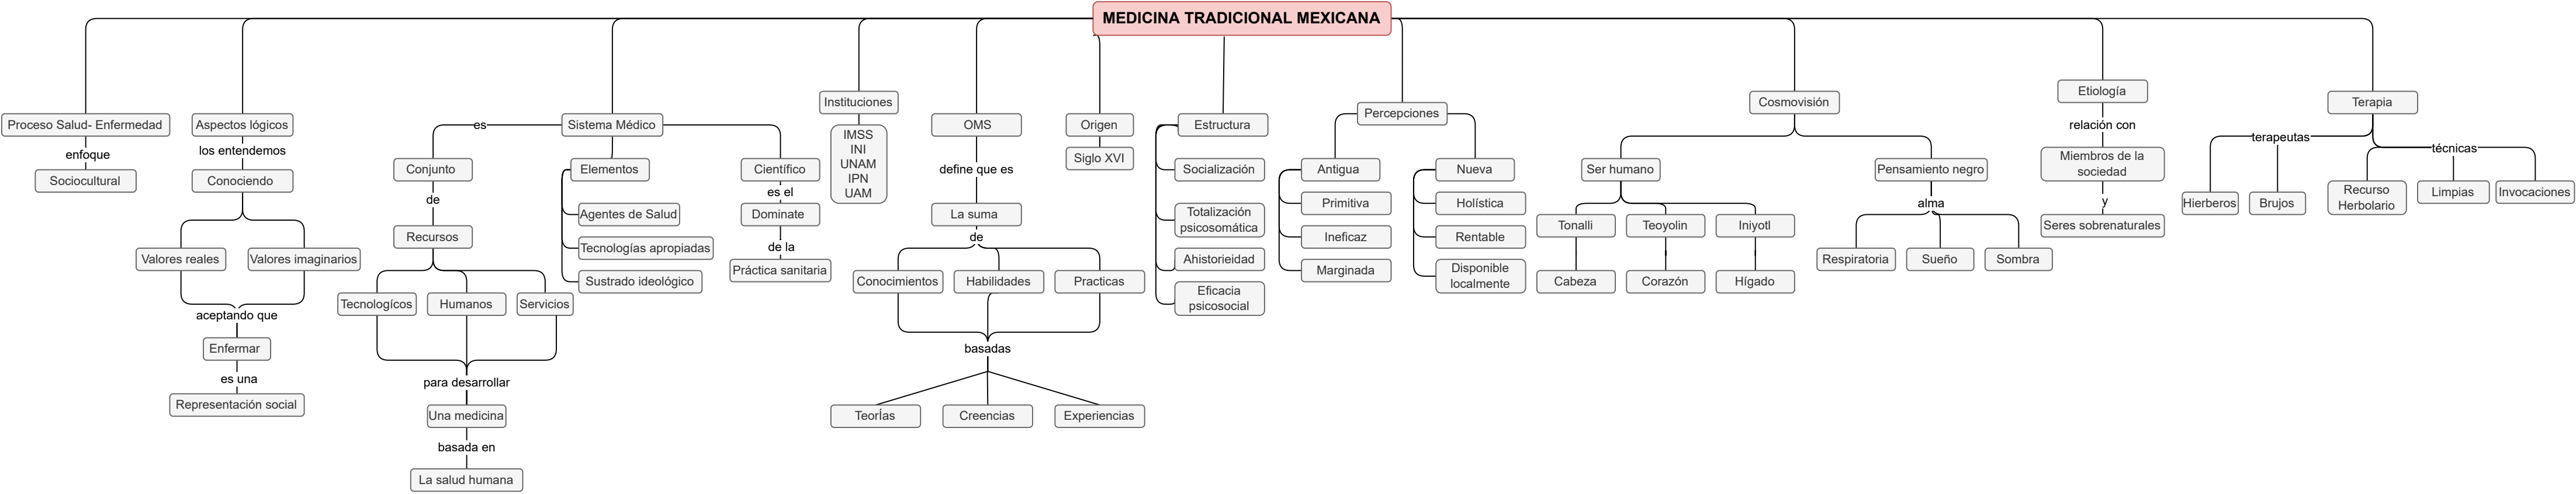 MEDICINA TRADICIONAL MEXICANA
Proceso Salud- Enfermedad
enfoque
Sociocultural
Aspectos lógicos
los entendemos
Conociendo
Valores reales
Valores imaginarios
aceptando que
Enfermar
es una
Representación social
Sistema Médico
es
Conjunto
de
Recursos
Tecnologícos
Humanos
Servicios
para desarrollar
Una medicina
basada en
La salud humana
Elementos
Agentes de Salud
Tecnologías apropiadas
Sustrado ideológico
Científico
es el
Dominate
de la
Práctica sanitaria
Instituciones
IMSS
INI
UNAM
IPN
UAM
OMS
define que es
La suma
de
Conocimientos
Habilidades
Practicas
basadas
Teorías
Creencias
Experiencias
Origen
Siglo XVI
Estructura
Socialización
Totalización
psicosomática
Ahistorieidad
Eficacia
psicosocial
Percepciones
Antigua
Primitiva
Ineficaz
Marginada
Nueva
Holística
Rentable
Disponible
localmente
Cosmovisión
Ser humano
Tonalli
Teoyolin
Iniyotl
Cabeza
Corazón
Hígado
Pensamiento negro
alma
Respiratoria
Sueño
Sombra
Etiología
relación con
Miembros de la
sociedad
y
Seres sobrenaturales
Terapia
terapeutas
Hierberos
Brujos
técnicas
Recurso
Herbolario
Limpias
Invocaciones